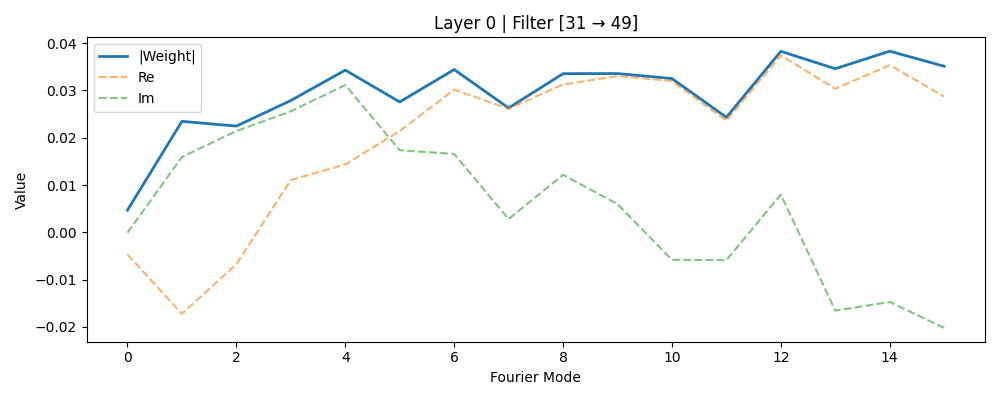 Layer 0 | Filter [31 → 49]
|Weight|
Re
Im
Value
0.04
0.03
0.02
0.01
0.00
−0.01
−0.02
0 2 4 6 8 10 12 14
Fourier Mode